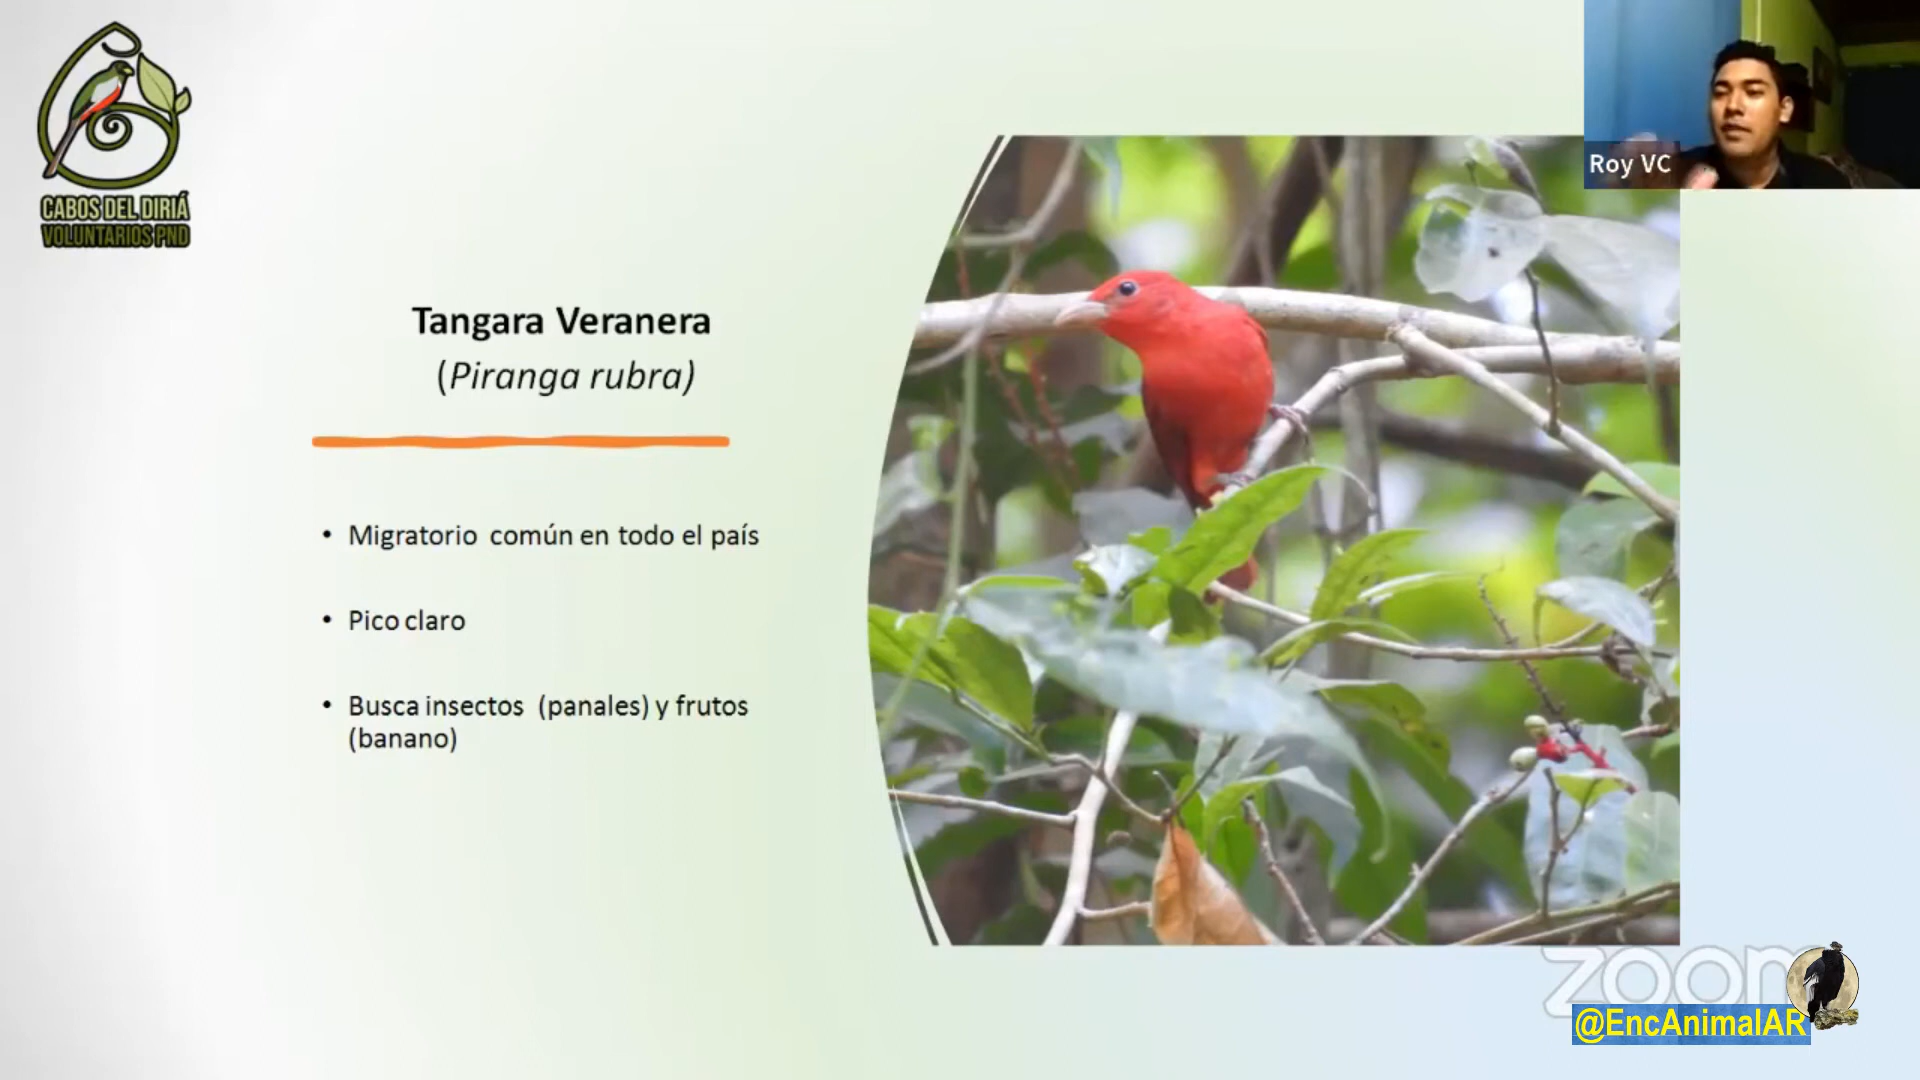 CABOS DEL DIRIÁ
VOLUNTARIOS PND
Roy VC
Tangara Veranera
(Piranga rubra)
• Migratorio común en todo el país
• Pico claro
• Busca insectos (panales) y frutos
(banano)
zoom
@EncAnimalAR